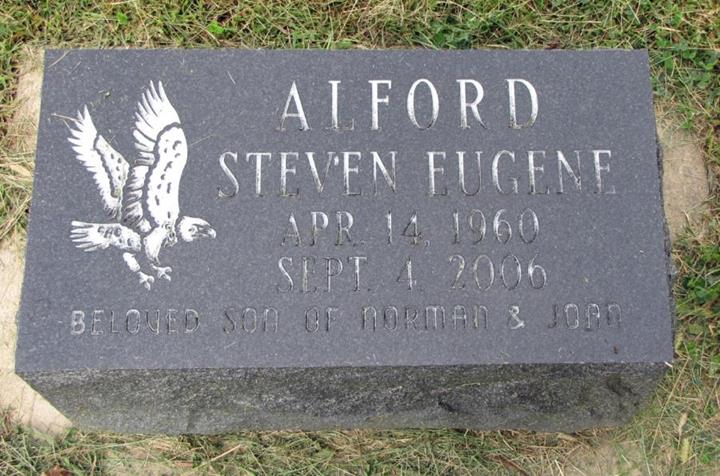 ALFORD
STEVEN EUGENE
APR. 14, 1960
SEPT. 4, 2006
BELOVED SON OF NORMAN & JOAN